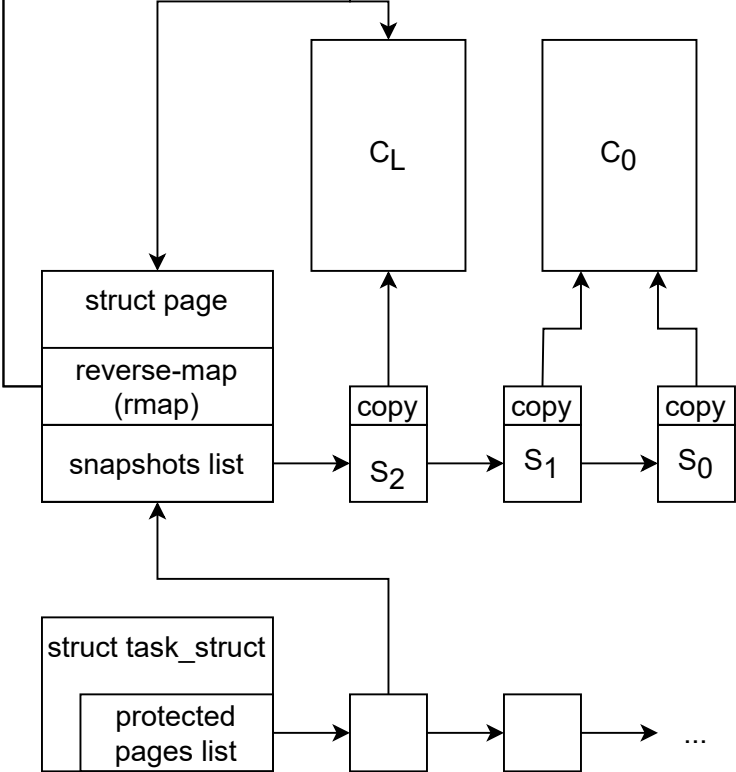 C_L
C_0
struct page
reverse-map
(rmap)
copy
copy
copy
snapshots list
S_2
S_1
S_0
struct task_struct
protected
pages list
...